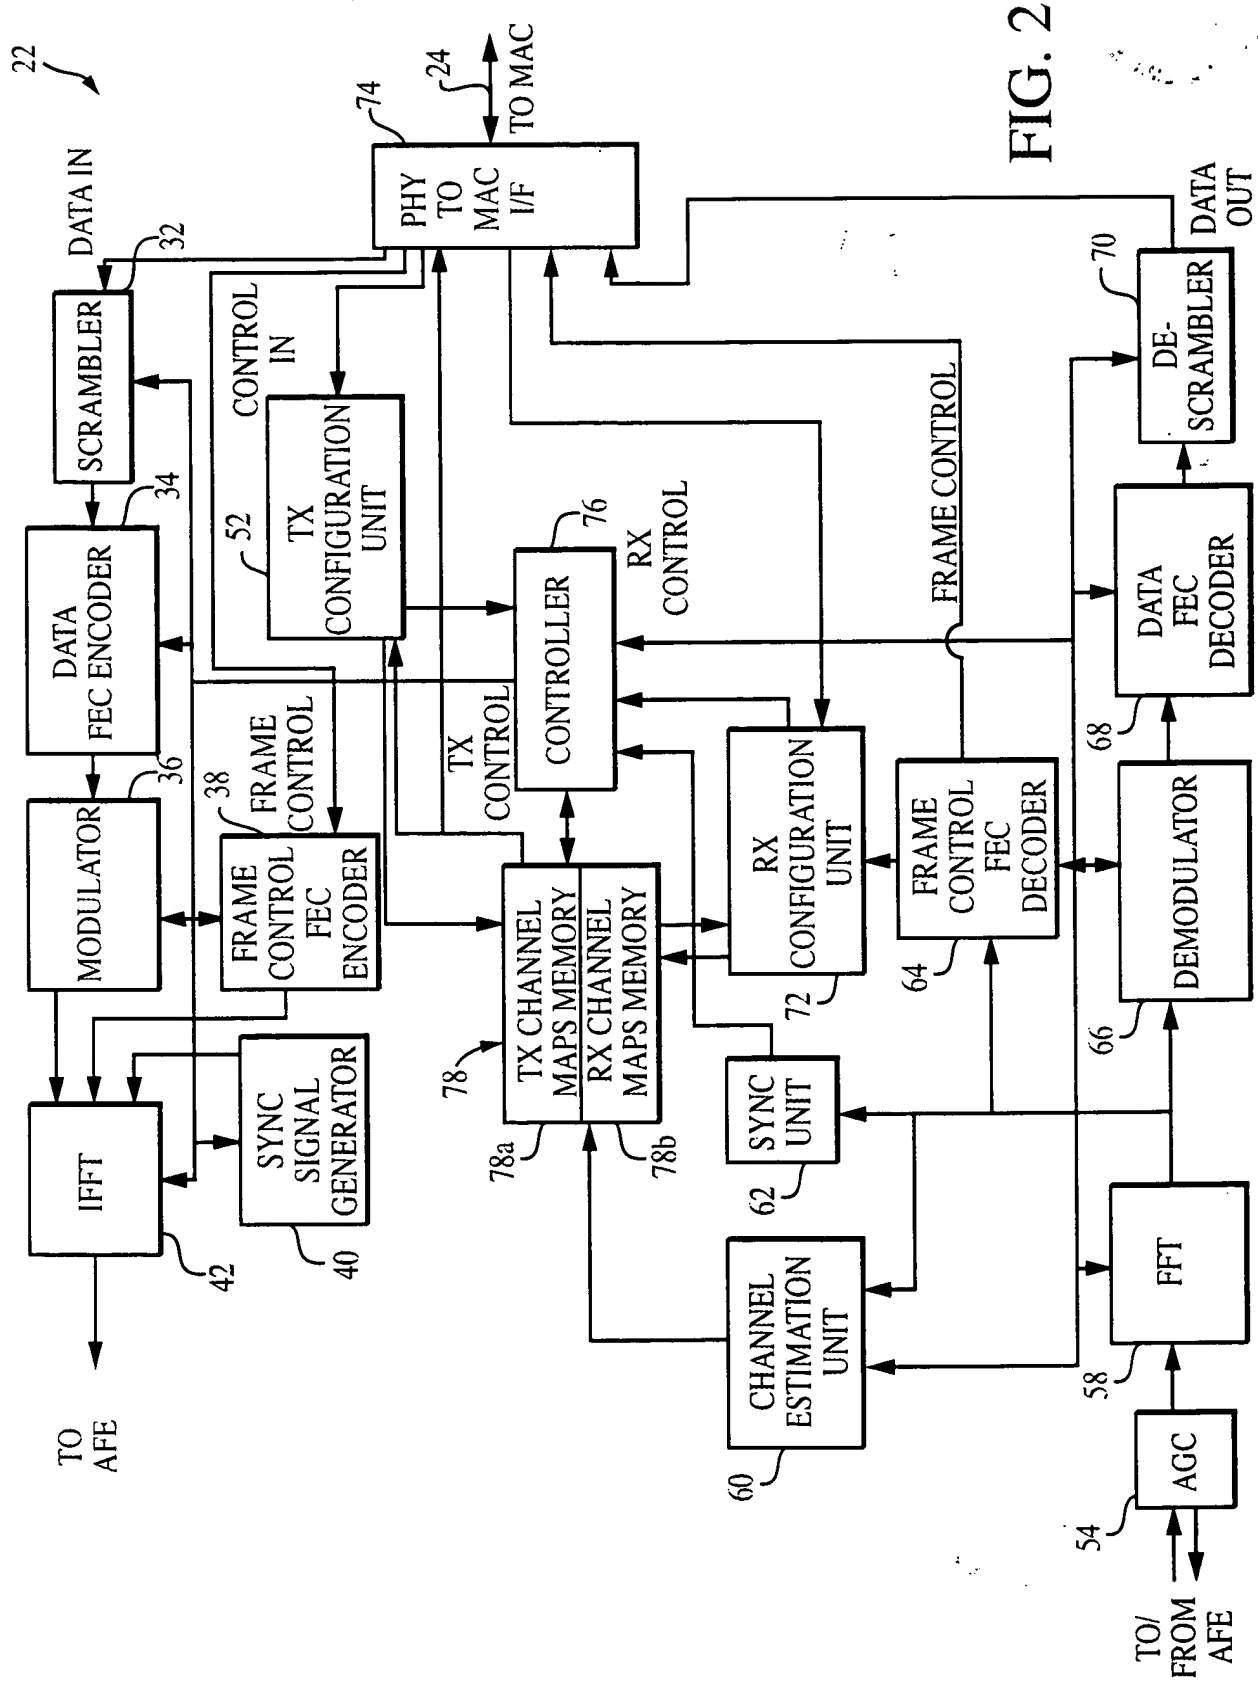 22
DATA IN
32
SCRAMBLER
34
DATA
FEC ENCODER
36
MODULATOR
38
FRAME
CONTROL
FEC
ENCODER
FRAME
CONTROL
IFFT
42
SYNC
SIGNAL
GENERATOR
40
TO
AFE
CONTROL
IN
52
TX
CONFIGURATION
UNIT
74
PHY
TO
MAC
I/F
24
TO MAC
TX
CONTROL
76
CONTROLLER
RX
CONTROL
78
TX CHANNEL
MAPS MEMORY
RX CHANNEL
MAPS MEMORY
78a
78b
RX
CONFIGURATION
UNIT
72
SYNC
UNIT
62
CHANNEL
ESTIMATION
UNIT
60
FRAME CONTROL
FRAME
CONTROL
FEC
DECODER
64
DATA
OUT
70
DE-
SCRAMBLER
DATA
FEC
DECODER
68
DEMODULATOR
66
FFT
58
AGC
54
TO/
FROM
AFE
FIG. 2